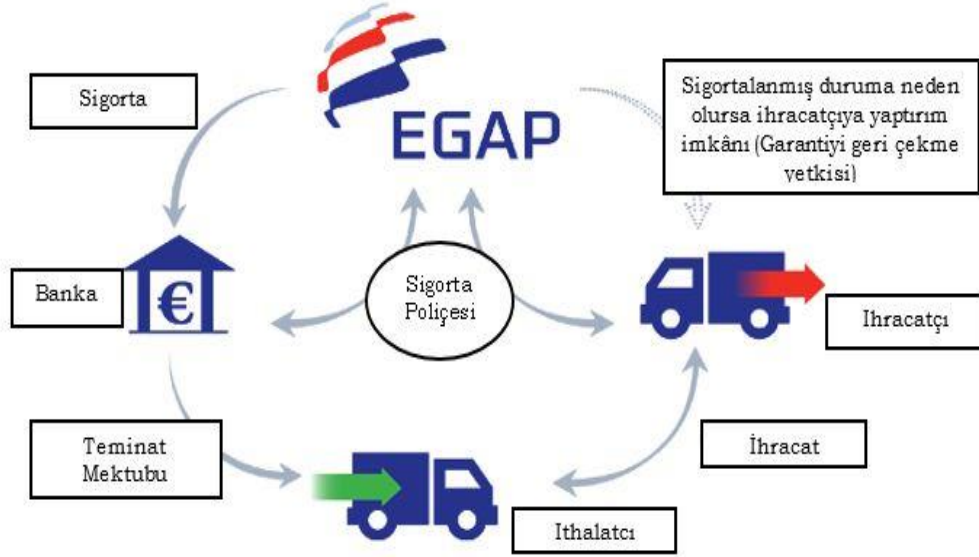 Sigorta
EGAP
Sigortalanmış duruma neden
olursa ihracatçıya yaptırım
imkânı (Garantiyi geri çekme
yetkisi)
Banka
€
Sigorta
Poliçesi
Ihracatçı
Teminat
Mektubu
İhracat
Ithalatcı